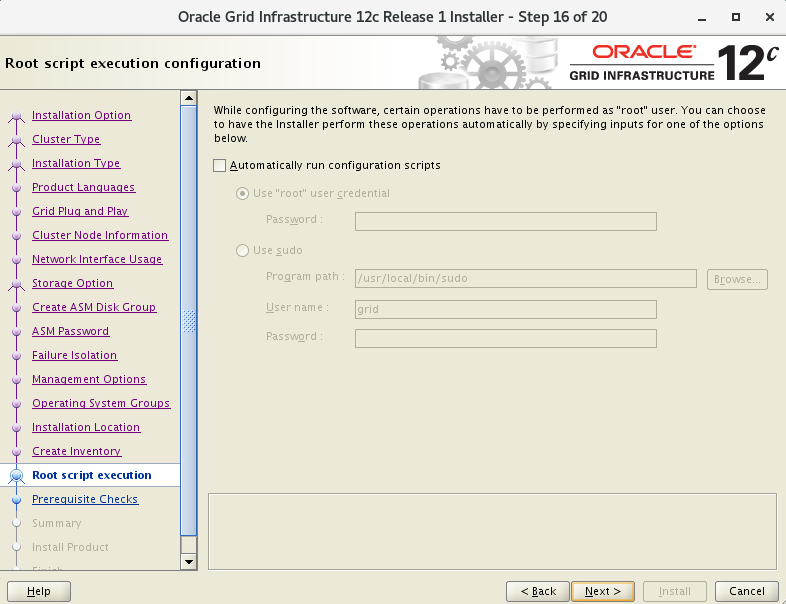 Oracle Grid Infrastructure 12c Release 1 Installer - Step 16 of 20
Root script execution configuration
ORACLE
GRID INFRASTRUCTURE
12c
Installation Option
Cluster Type
Installation Type
Product Languages
Grid Plug and Play
Cluster Node Information
Network Interface Usage
Storage Option
Create ASM Disk Group
ASM Password
Failure Isolation
Management Options
Operating System Groups
Installation Location
Create Inventory
Root script execution
Prerequisite Checks
Summary
Install Product
Finish
While configuring the software, certain operations have to be performed as "root" user. You can choose
to have the Installer perform these operations automatically by specifying inputs for one of the options
below.
Automatically run configuration scripts
Use "root" user credential
Password :
Use sudo
Program path : /usr/local/bin/sudo Browse...
User name : grid
Password :
Help < Back Next > Install Cancel